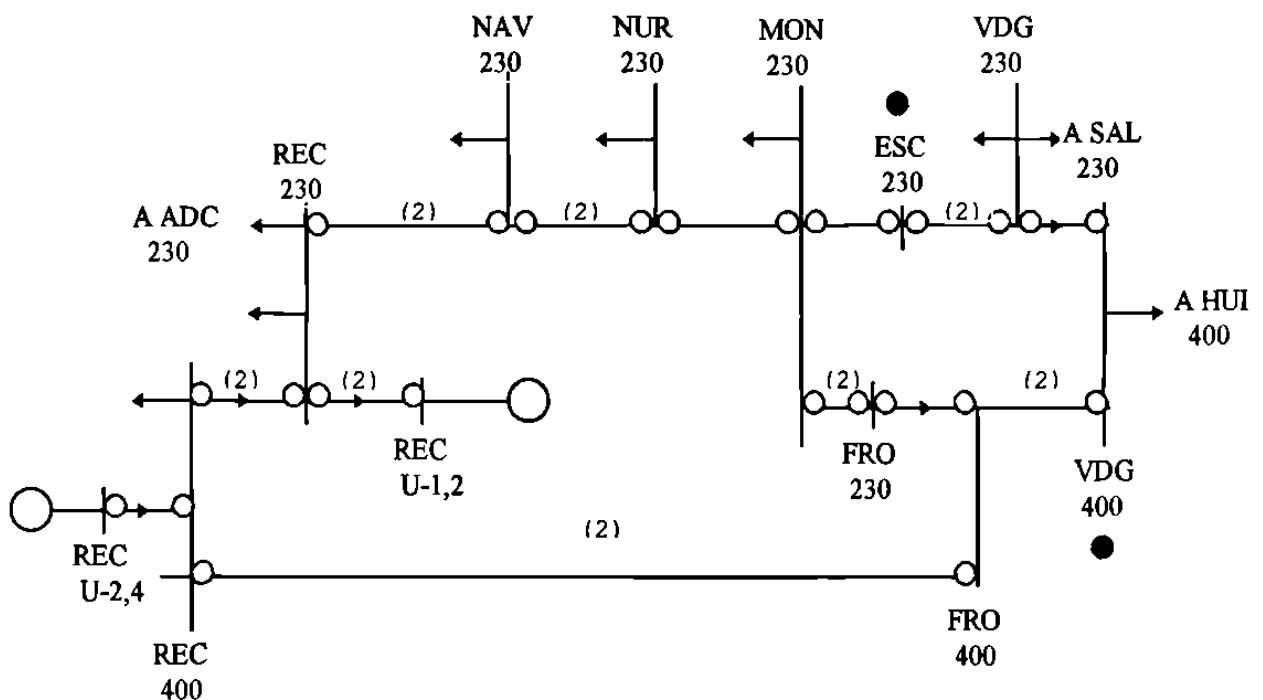 NAV
230
NUR
230
MON
230
VDG
230
ESC
230
A SAL
230
REC
230
A ADC
230
(2)
(2)
(2)
A HUI
400
(2)
(2)
(2)
(2)
REC
U-1,2
FRO
230
VDG
400
REC
U-2,4
(2)
REC
400
FRO
400